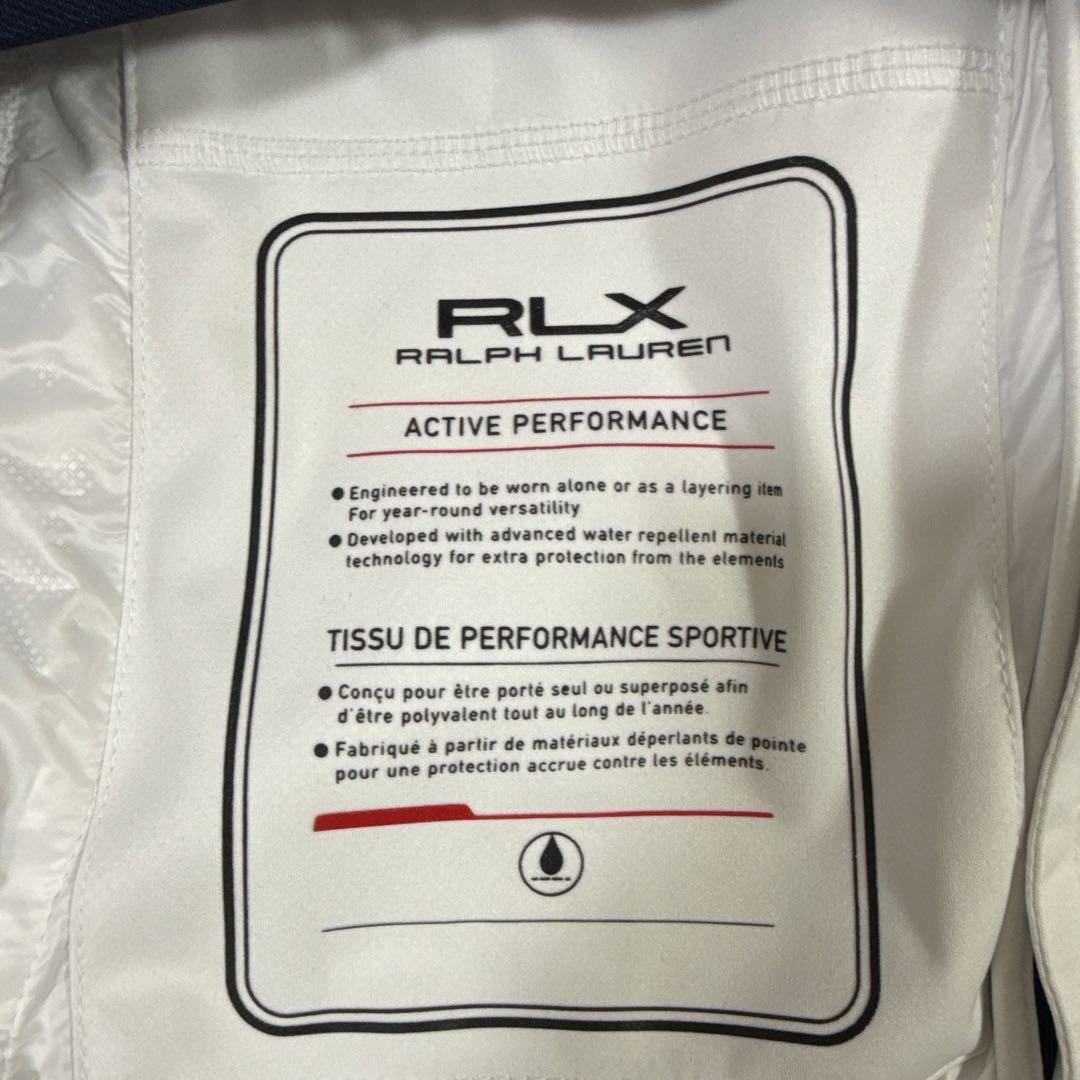 RLX
RALPH LAUREN
ACTIVE PERFORMANCE
● Engineered to be worn alone or as a layering item
For year-round versatility
● Developed with advanced water repellent material
technology for extra protection from the elements
TISSU DE PERFORMANCE SPORTIVE
● Conçu pour être porté seul ou superposé afin
d'être polyvalent tout au long de l'année.
● Fabriqué à partir de matériaux déperlants de pointe
pour une protection accrue contre les éléments.